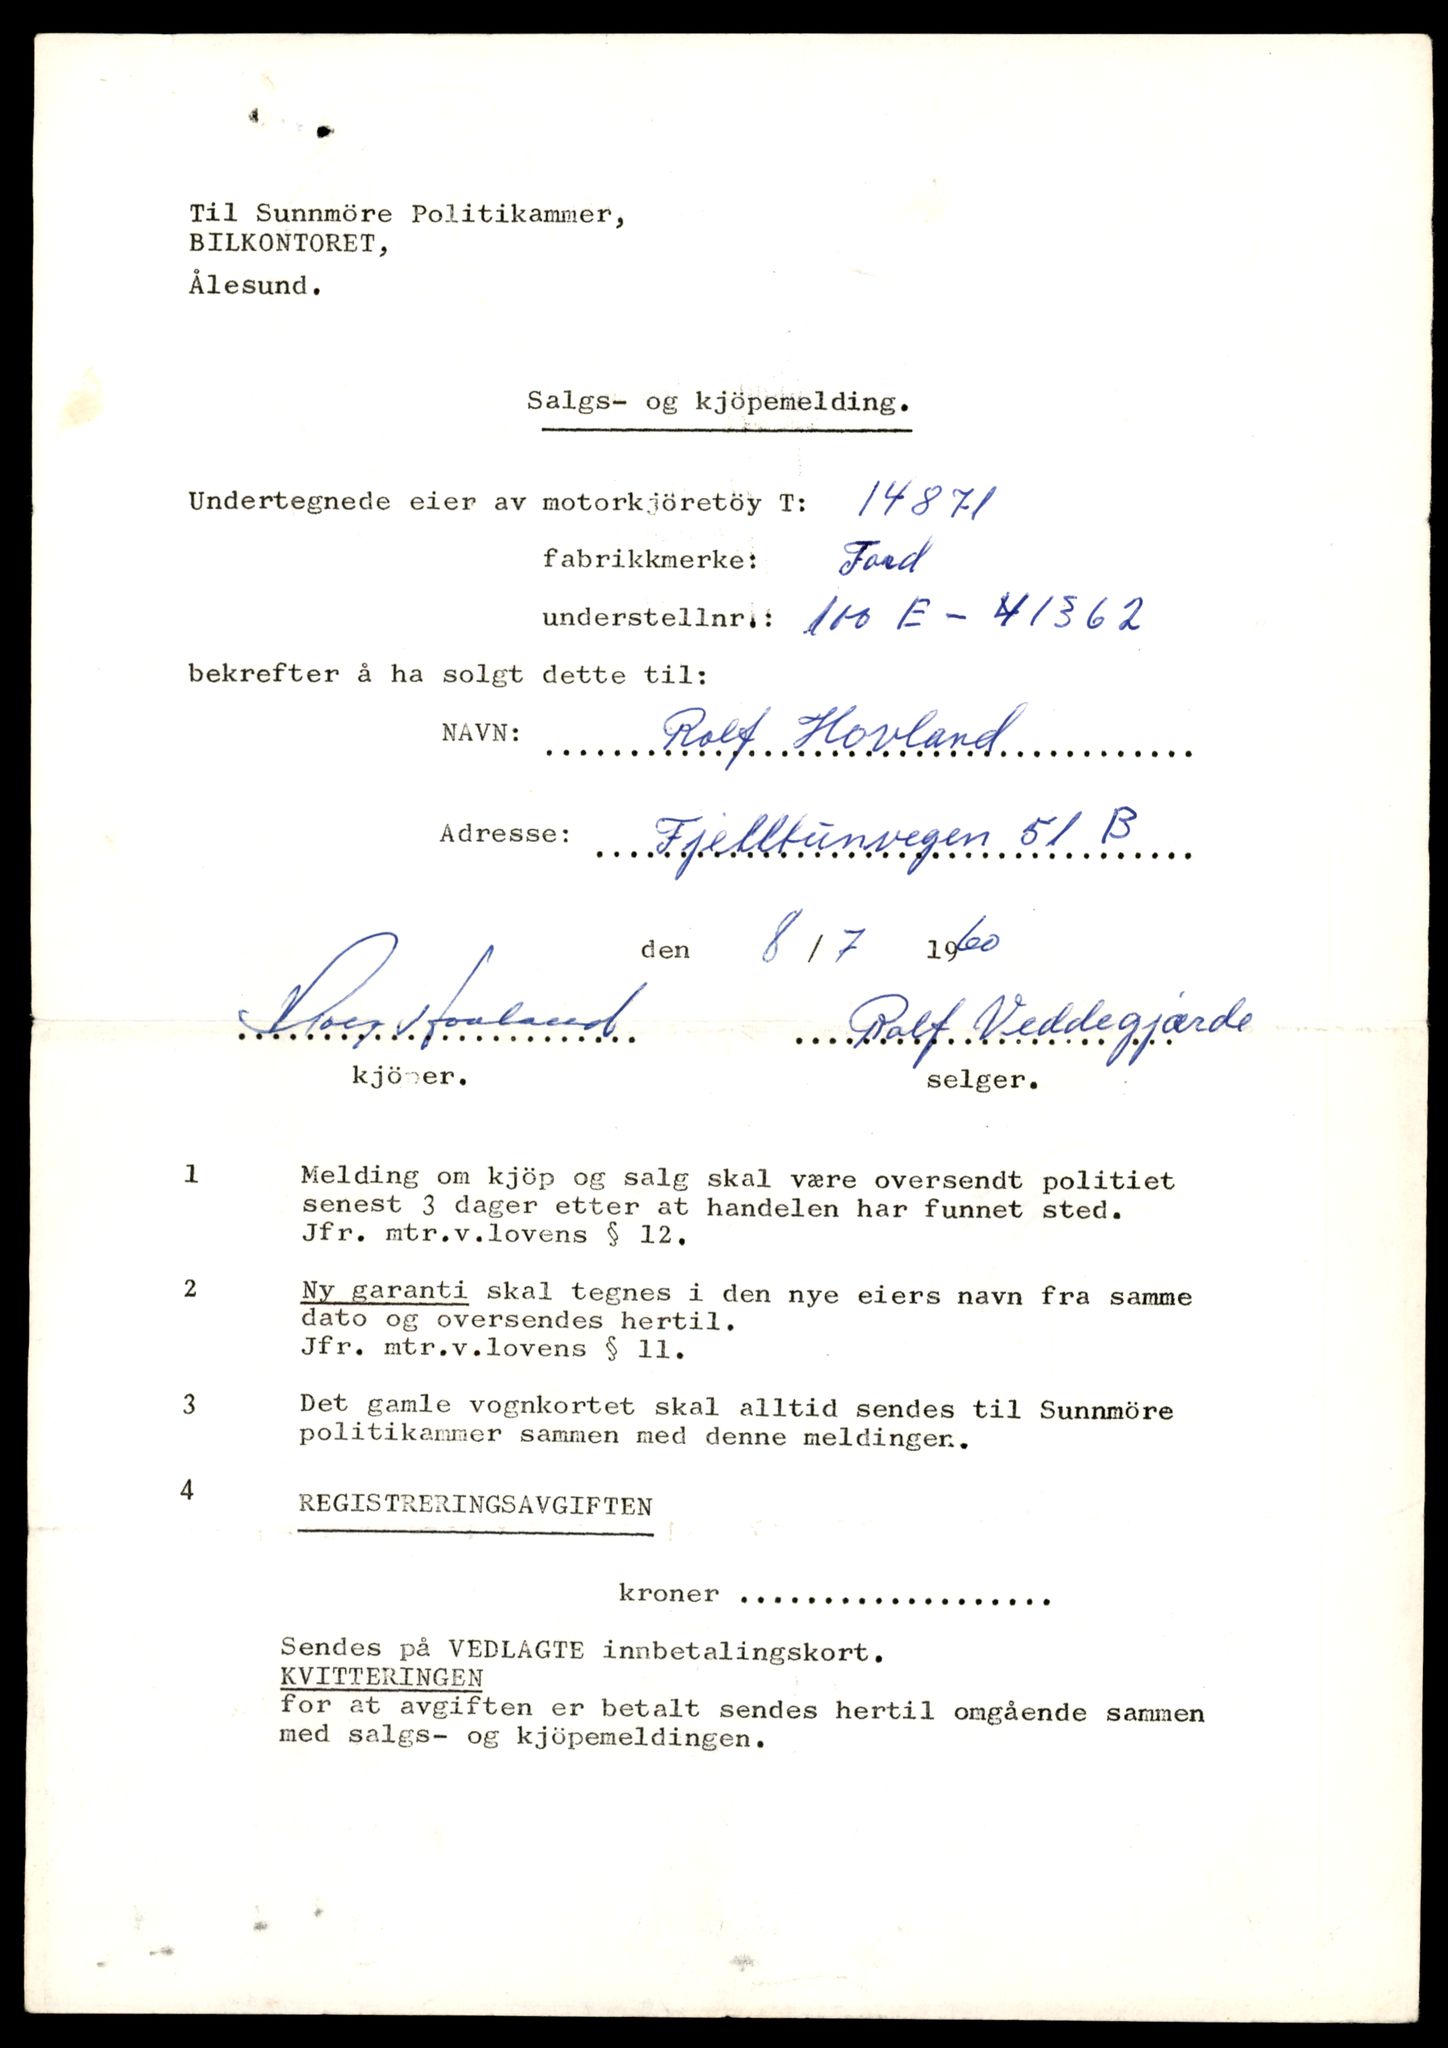 Til Sunnmöre Politikammer,
BILKONTORET,
Ålesund.
Salgs- og kjöpemelding.
Undertegnede eier av motorkjöretöy T: 14871
fabrikkmerke: Ford
understellnr.: 100 E - 41362
bekrefter å ha solgt dette til:
NAVN: Rolf Hovland
Adresse: Fjelltunvegen 51 B
den 8/7 1960
Rolf Hovland Rolf Veddegjærde
kjöper. selger.
1 Melding om kjöp og salg skal være oversendt politiet
senest 3 dager etter at handelen har funnet sted.
Jfr. mtr.v.lovens § 12.
2 Ny garanti skal tegnes i den nye eiers navn fra samme
dato og oversendes hertil.
Jfr. mtr.v.lovens § 11.
3 Det gamle vognkortet skal alltid sendes til Sunnmöre
politikammer sammen med denne meldingen.
4 REGISTRERINGSAVGIFTEN
kroner ...................
Sendes på VEDLAGTE innbetalingskort.
KVITTERINGEN
for at avgiften er betalt sendes hertil omgående sammen
med salgs- og kjöpemeldingen.